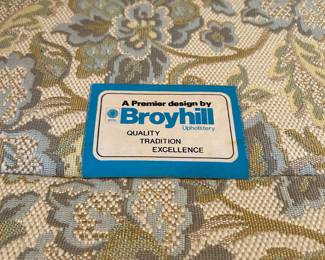 A Premier design by
Broyhill
Upholstery
QUALITY
TRADITION
EXCELLENCE